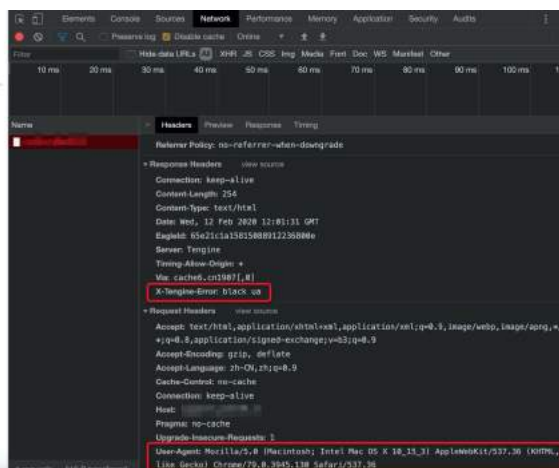 Elements Console Sources Network Performance Memory Application Security Audits
Preserve log Disable cache Online
Filter Hide data URLs All XHR JS CSS Img Media Font Doc WS Manifest Other
10 ms 20 ms 30 ms 40 ms 50 ms 60 ms 70 ms 80 ms 90 ms 100 ms
Name Headers Preview Response Timing
Referrer Policy: no-referrer-when-downgrade
Response Headers view source
Connection: keep-alive
Content-Length: 254
Content-Type: text/html
Date: Wed, 12 Feb 2020 12:01:31 GMT
EagleId: 65e21c1a15815088912236800e
Server: Tengine
Timing-Allow-Origin: *
Via: cache6.cn1907[,0]
X-Tengine-Error: black ua
Request Headers view source
Accept: text/html,application/xhtml+xml,application/xml;q=0.9,image/webp,image/apng,*
*;q=0.8,application/signed-exchange;v=b3;q=0.9
Accept-Encoding: gzip, deflate
Accept-Language: zh-CN,zh;q=0.9
Cache-Control: no-cache
Connection: keep-alive
Host:
Pragma: no-cache
Upgrade-Insecure-Requests: 1
User-Agent: Mozilla/5.0 (Macintosh; Intel Mac OS X 10_15_3) AppleWebKit/537.36 (KHTML,
like Gecko) Chrome/79.0.3945.130 Safari/537.36